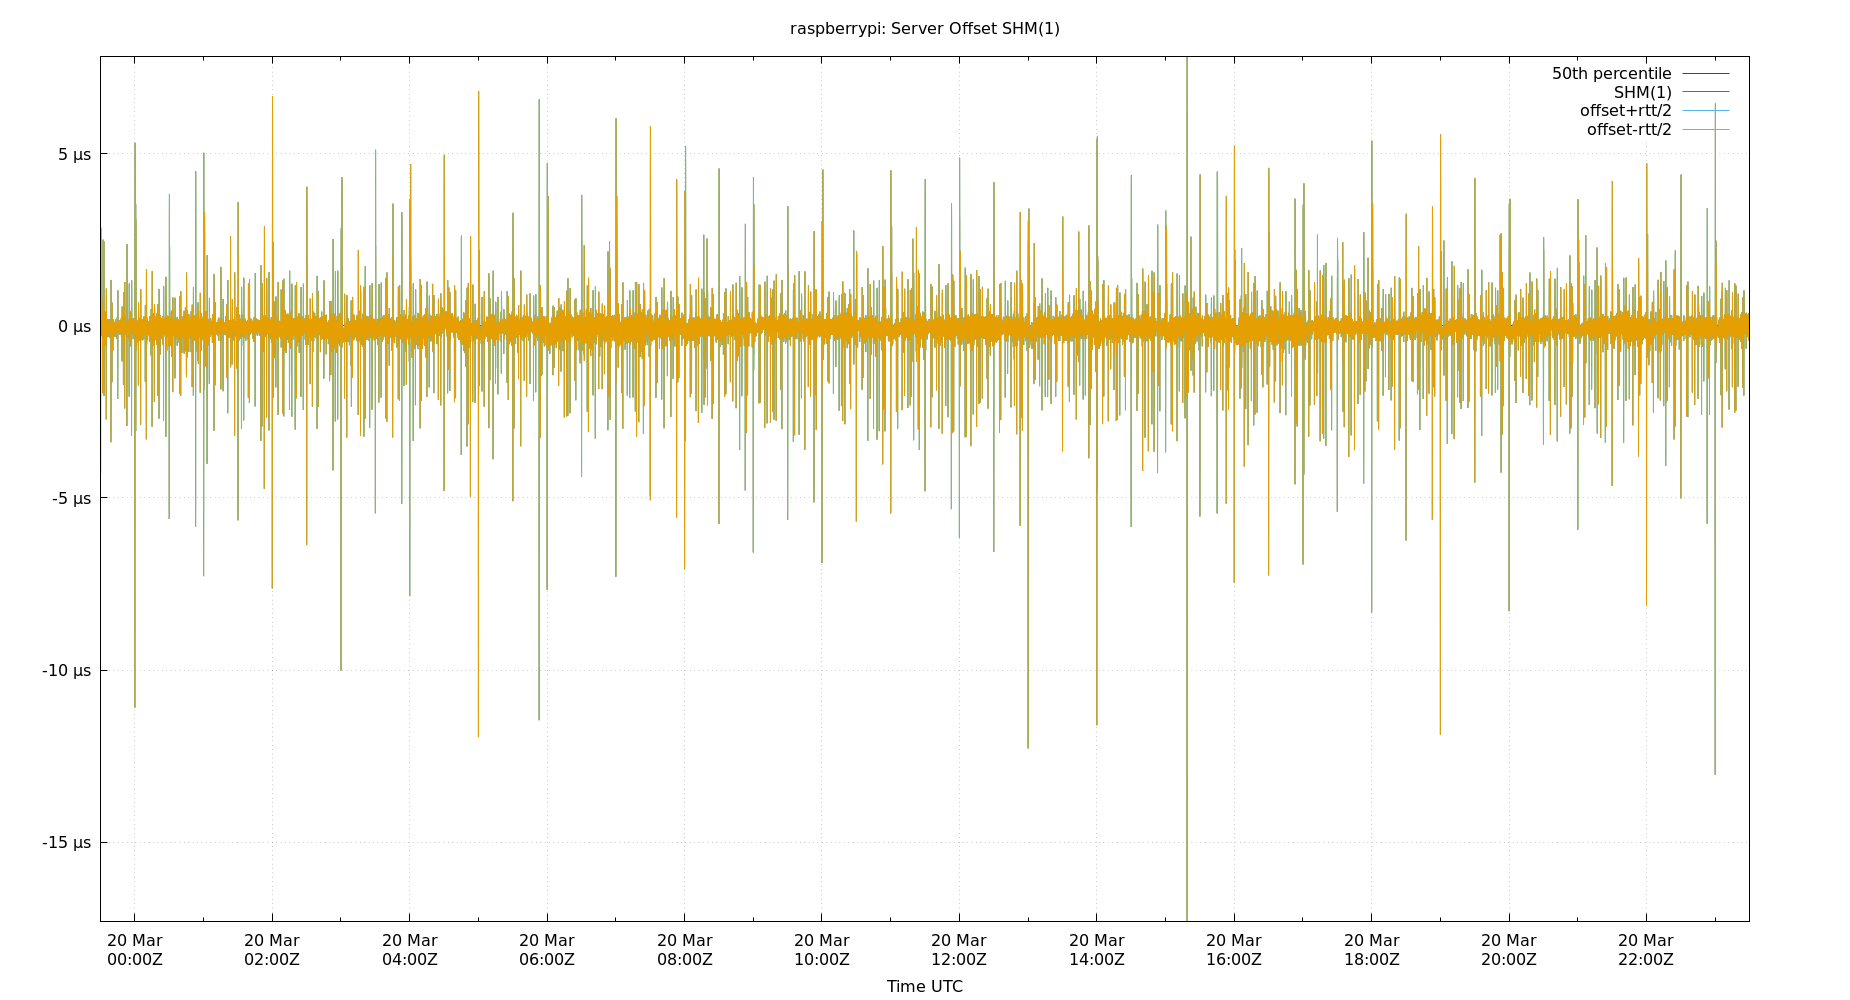 raspberrypi: Server Offset SHM(1)
50th percentile
SHM(1)
offset+rtt/2
offset-rtt/2
5 µs
0 µs
-5 µs
-10 µs
-15 µs
20 Mar 20 Mar 20 Mar 20 Mar 20 Mar 20 Mar 20 Mar 20 Mar 20 Mar 20 Mar 20 Mar 20 Mar
00:00Z 02:00Z 04:00Z 06:00Z 08:00Z 10:00Z 12:00Z 14:00Z 16:00Z 18:00Z 20:00Z 22:00Z
Time UTC